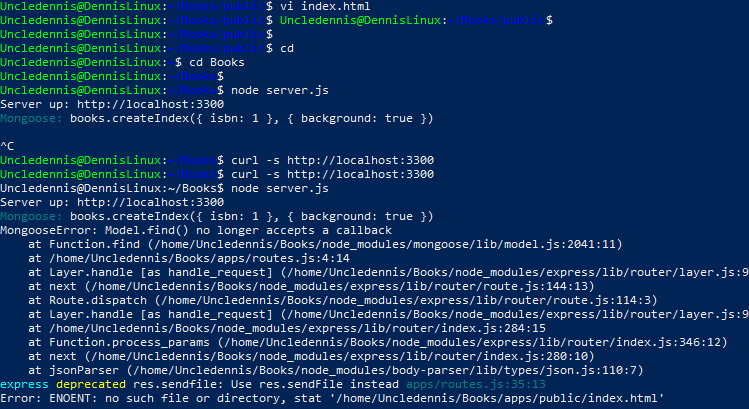 Uncledennis@DennisLinux:~/Books/public$ vi index.html
Uncledennis@DennisLinux:~/Books/public$ Uncledennis@DennisLinux:~/Books/public$
Uncledennis@DennisLinux:~/Books/public$
Uncledennis@DennisLinux:~/Books/public$ cd
Uncledennis@DennisLinux:~$ cd Books
Uncledennis@DennisLinux:~/Books$
Uncledennis@DennisLinux:~/Books$ node server.js
Server up: http://localhost:3300
Mongoose: books.createIndex({ isbn: 1 }, { background: true })
^C
Uncledennis@DennisLinux:~/Books$ curl -s http://localhost:3300
Uncledennis@DennisLinux:~/Books$ curl -s http://localhost:3300
Uncledennis@DennisLinux:~/Books$ node server.js
Server up: http://localhost:3300
Mongoose: books.createIndex({ isbn: 1 }, { background: true })
MongooseError: Model.find() no longer accepts a callback
at Function.find (/home/Uncledennis/Books/node_modules/mongoose/lib/model.js:2041:11)
at /home/Uncledennis/Books/apps/routes.js:4:14
at Layer.handle [as handle_request] (/home/Uncledennis/Books/node_modules/express/lib/router/layer.js:9
at next (/home/Uncledennis/Books/node_modules/express/lib/router/route.js:144:13)
at Route.dispatch (/home/Uncledennis/Books/node_modules/express/lib/router/route.js:114:3)
at Layer.handle [as handle_request] (/home/Uncledennis/Books/node_modules/express/lib/router/layer.js:9
at /home/Uncledennis/Books/node_modules/express/lib/router/index.js:284:15
at Function.process_params (/home/Uncledennis/Books/node_modules/express/lib/router/index.js:346:12)
at next (/home/Uncledennis/Books/node_modules/express/lib/router/index.js:280:10)
at jsonParser (/home/Uncledennis/Books/node_modules/body-parser/lib/types/json.js:110:7)
express deprecated res.sendfile: Use res.sendFile instead apps/routes.js:35:13
Error: ENOENT: no such file or directory, stat '/home/Uncledennis/Books/apps/public/index.html'